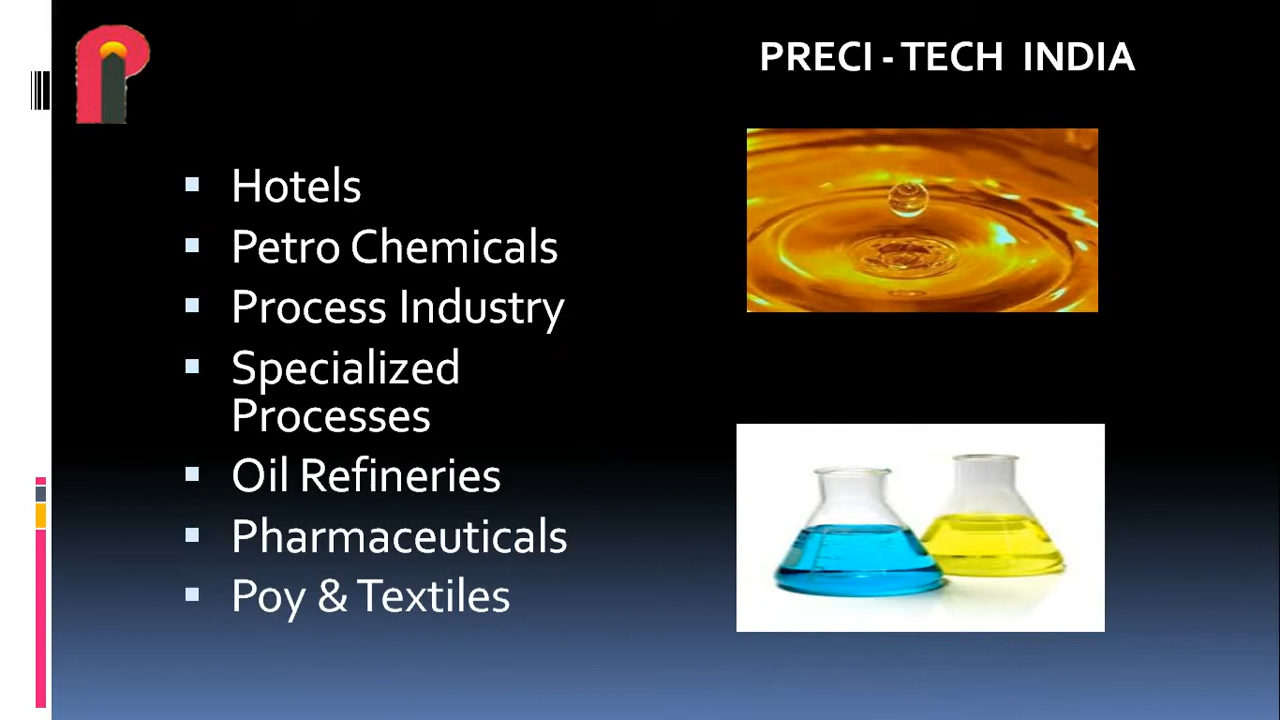 PRECI - TECH INDIA
Hotels
Petro Chemicals
Process Industry
Specialized
Processes
Oil Refineries
Pharmaceuticals
Poy & Textiles